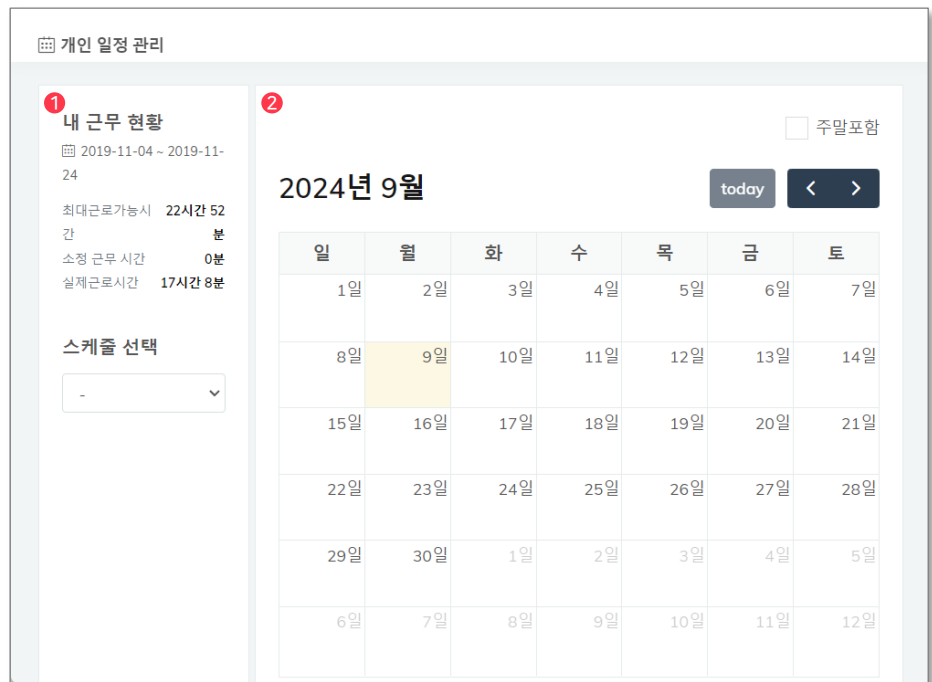 개인 일정 관리
1
내 근무 현황
2019-11-04 ~ 2019-11-
24
최대근로가능시 22시간 52
간 분
소정 근무 시간 0분
실제근로시간 17시간 8분
스케줄 선택
-
2
주말포함
2024년 9월 today < >
일 월 화 수 목 금 토
1일 2일 3일 4일 5일 6일 7일
8일 9일 10일 11일 12일 13일 14일
15일 16일 17일 18일 19일 20일 21일
22일 23일 24일 25일 26일 27일 28일
29일 30일 1일 2일 3일 4일 5일
6일 7일 8일 9일 10일 11일 12일